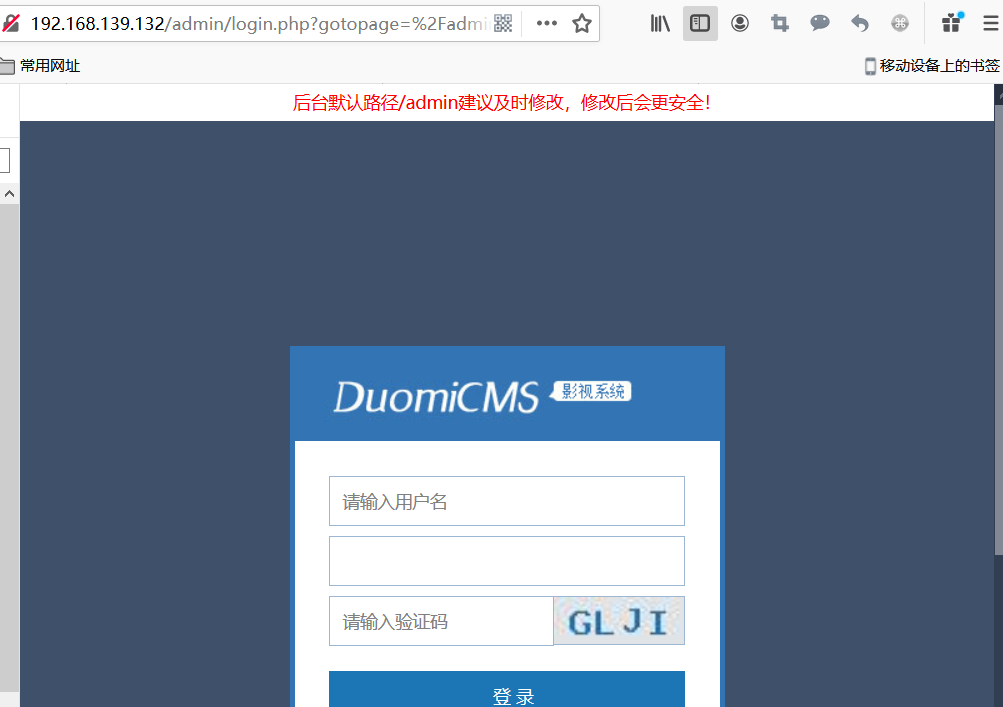 192.168.139.132/admin/login.php?gotopage=%2Fadmi
常用网址
移动设备上的书签
后台默认路径/admin建议及时修改，修改后会更安全！
DuomiCMS 影视系统
请输入用户名
请输入验证码 GLJI
登录